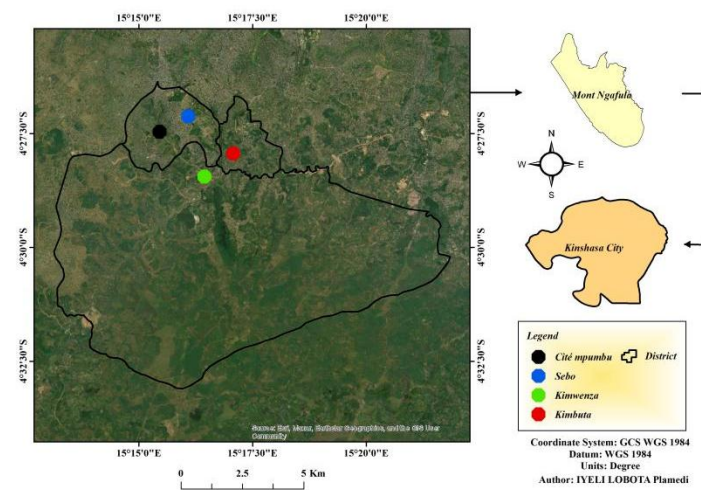 15°15'0"E 15°17'30"E 15°20'0"E
4°27'30"S
4°30'0"S
4°32'30"S
4°27'30"S
4°30'0"S
4°32'30"S
Source: Esri, Maxar, Earthstar Geographics, and the GIS User
Community
15°15'0"E 15°17'30"E 15°20'0"E
0 2.5 5 Km
Mont Ngafula
N
W E
S
Kinshasa City
Legend
Cité mpumbu District
Sebo
Kimwenza
Kimbuta
Coordinate System: GCS WGS 1984
Datum: WGS 1984
Units: Degree
Author: IYELI LOBOTA Plamedi